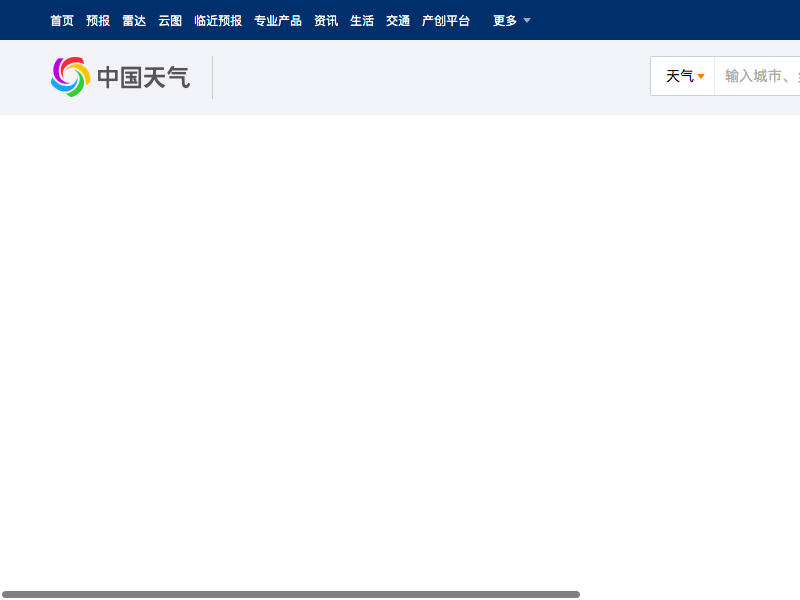 首页 预报 雷达 云图 临近预报 专业产品 资讯 生活 交通 产创平台 更多
中国天气 天气 输入城市、